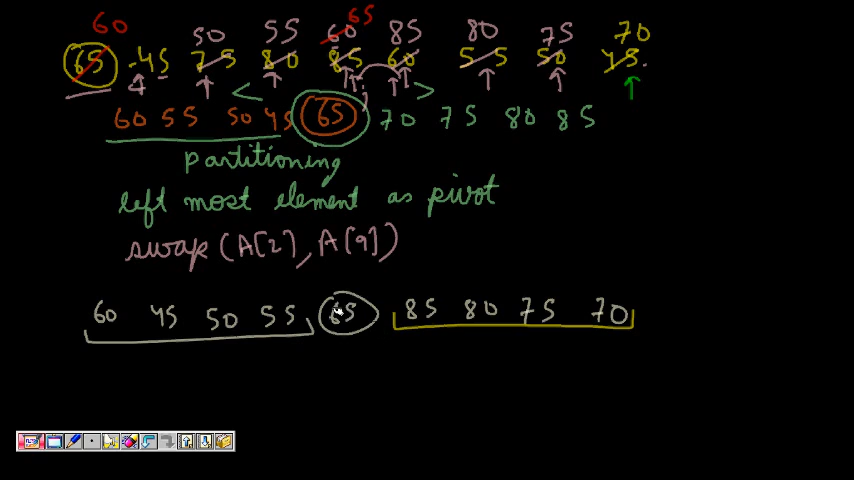 60 65
50 55 60 85 80 75 70
65 45 75 80 85 60 55 50 45
< i j >
60 55 50 45 65 70 75 80 85
partitioning
left most element as pivot
swap (A[2], A[9])
60 45 50 55 65 85 80 75 70